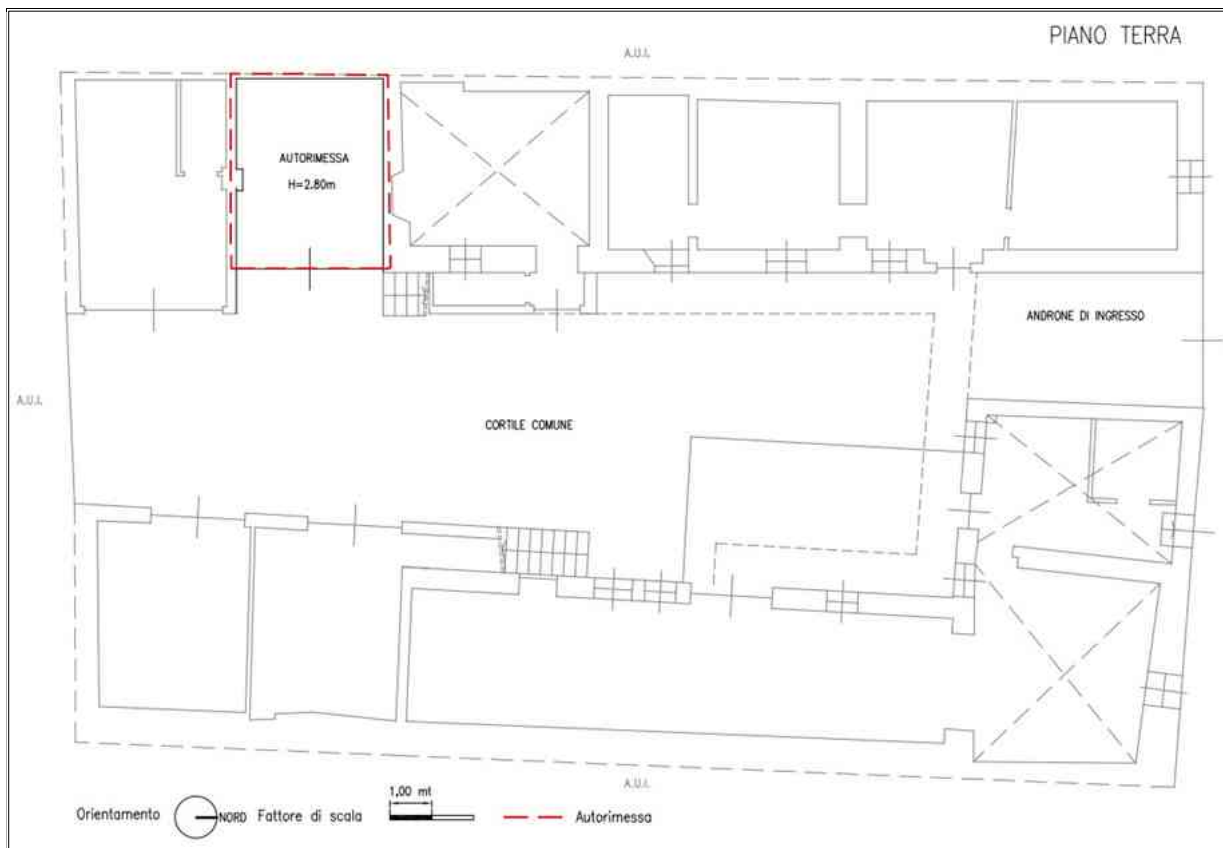 PIANO TERRA
A.U.I.
AUTORIMESSA
H=2.80m
ANDRONE DI INGRESSO
A.U.I.
CORTILE COMUNE
A.U.I.
Orientamento NORD Fattore di scala 1.00 mt Autorimessa